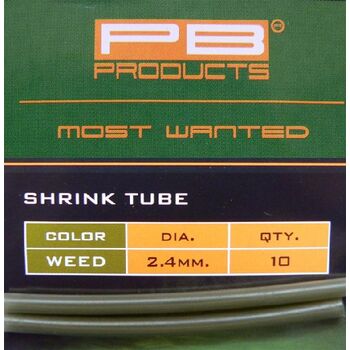 PB
PRODUCTS
MOST WANTED
SHRINK TUBE
COLOR DIA. QTY.
WEED 2.4MM. 10